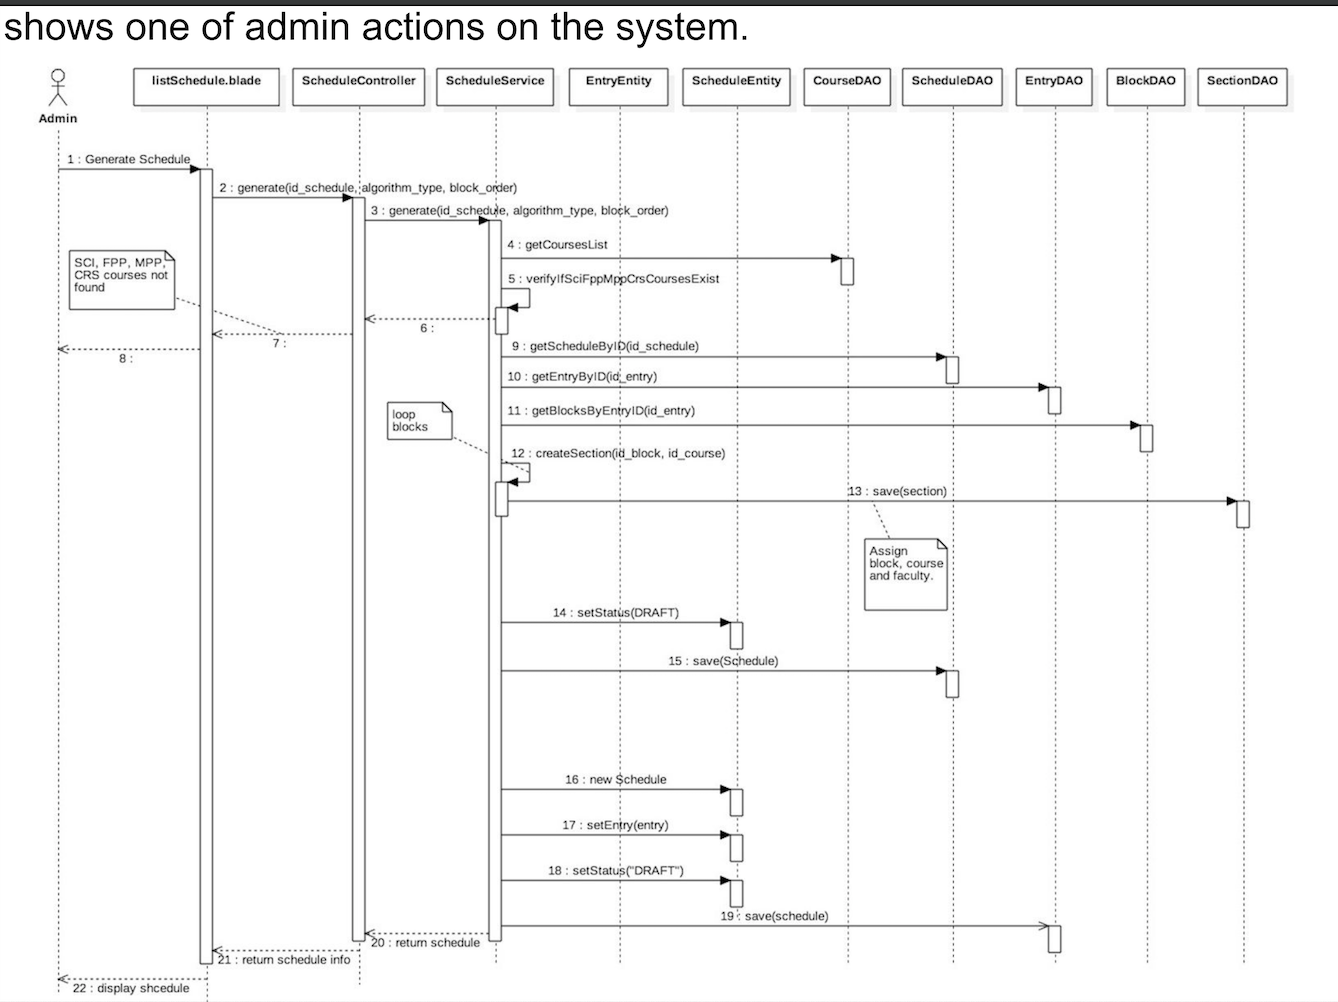 shows one of admin actions on the system.
listSchedule.blade
ScheduleController
ScheduleService
EntryEntity
ScheduleEntity
CourseDAO
ScheduleDAO
EntryDAO
BlockDAO
SectionDAO
Admin
1 : Generate Schedule
2 : generate(id_schedule, algorithm_type, block_order)
3 : generate(id_schedule, algorithm_type, block_order)
4 : getCoursesList
SCI, FPP, MPP,
CRS courses not
found
5 : verifyIfSciFppMppCrsCoursesExist
6 :
7 :
8 :
9 : getScheduleByID(id_schedule)
10 : getEntryByID(id_entry)
11 : getBlocksByEntryID(id_entry)
loop
blocks
12 : createSection(id_block, id_course)
13 : save(section)
Assign
block, course
and faculty.
14 : setStatus(DRAFT)
15 : save(Schedule)
16 : new Schedule
17 : setEntry(entry)
18 : setStatus("DRAFT")
19 : save(schedule)
20 : return schedule
21 : return schedule info
22 : display shcedule